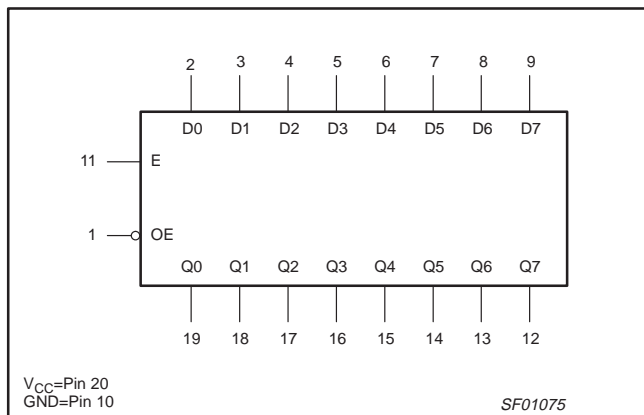 2 3 4 5 6 7 8 9
D0 D1 D2 D3 D4 D5 D6 D7
11 E
1 OE
Q0 Q1 Q2 Q3 Q4 Q5 Q6 Q7
19 18 17 16 15 14 13 12
VCC=Pin 20
GND=Pin 10
SF01075